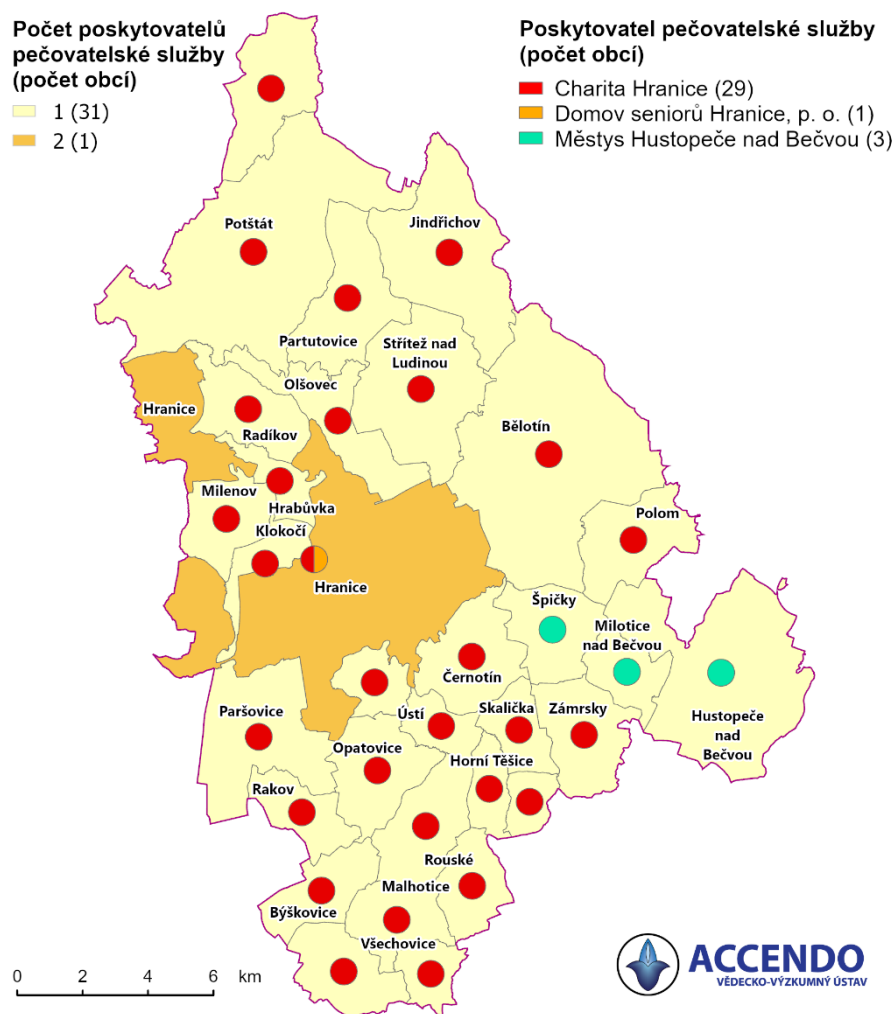 Počet poskytovatelů
pečovatelské služby
(počet obcí)
1 (31)
2 (1)
Poskytovatel pečovatelské služby
(počet obcí)
Charita Hranice (29)
Domov seniorů Hranice, p. o. (1)
Městys Hustopeče nad Bečvou (3)
Potštát
Jindřichov
Partutovice
Střítež nad
Ludinou
Olšovec
Hranice
Radíkov
Bělotín
Milenov
Hrabůvka
Klokočí
Polom
Hranice
Špičky
Milotice
nad Bečvou
Černotín
Hustopeče
nad
Bečvou
Paršovice
Ústí
Skalička
Zámrsky
Opatovice
Horní Těšice
Rakov
Rouské
Malhotice
Býškovice
Všechovice
0 2 4 6 km
ACCENDO
VĚDECKO-VÝZKUMNÝ ÚSTAV